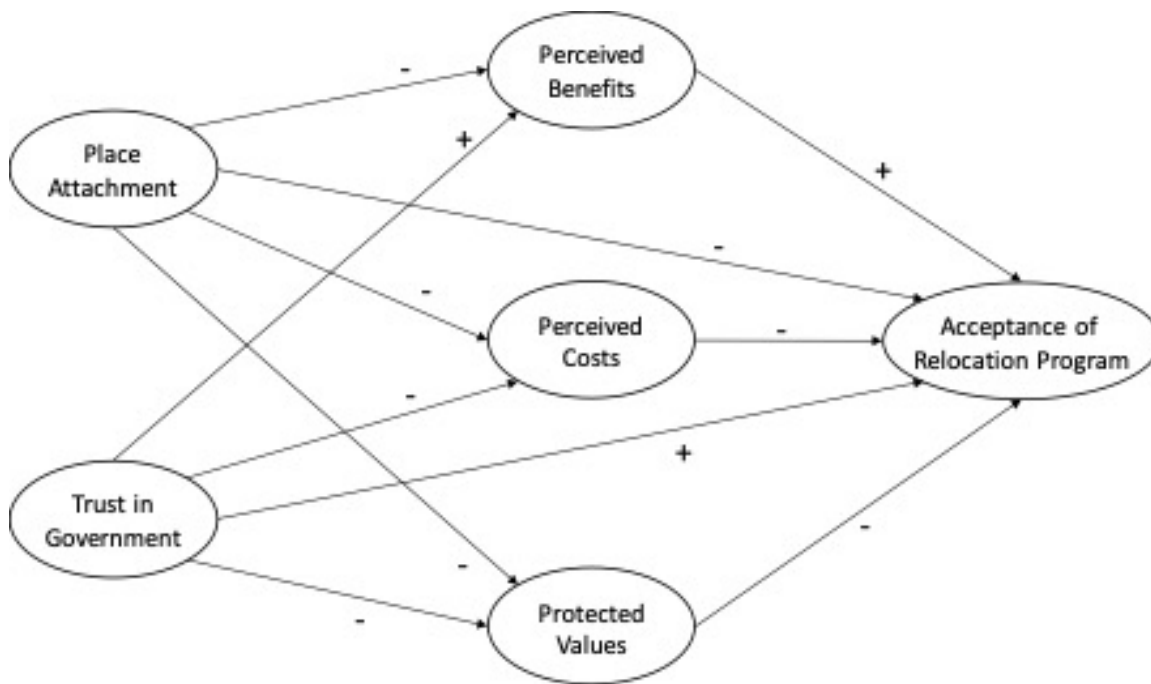 Perceived
Benefits
-
+
Place
Attachment
+
-
-
Perceived
Costs
-
Acceptance of
Relocation Program
-
+
Trust in
Government
-
-
-
Protected
Values